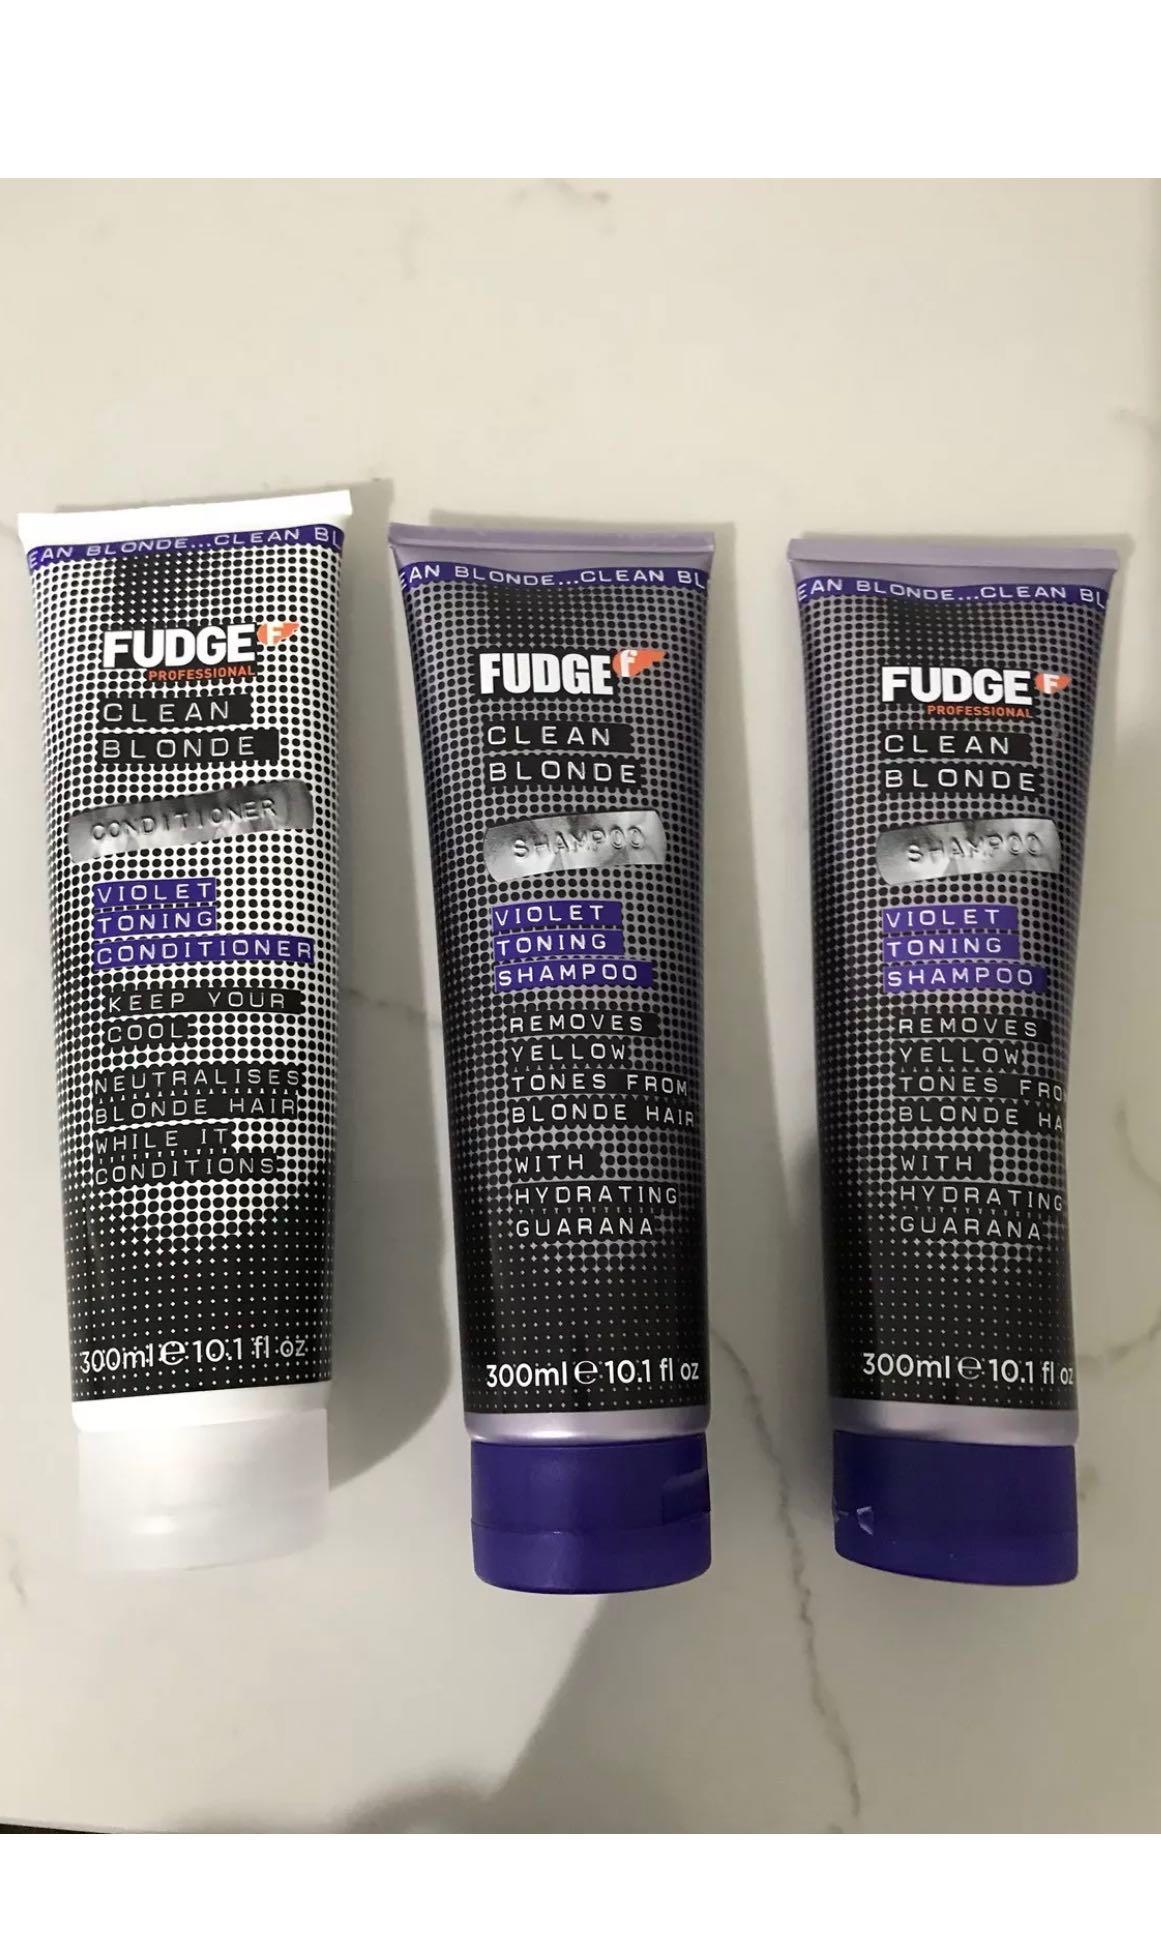 EAN BLONDE...CLEAN BL
FUDGE F
PROFESSIONAL
CLEAN
BLONDE
CONDITIONER
VIOLET
TONING
CONDITIONER
KEEP YOUR
COOL
NEUTRALISES
BLONDE HAIR
WHILE IT
CONDITIONS
300ml e 10.1 fl oz
EAN BLONDE...CLEAN BL
FUDGE f
CLEAN
BLONDE
SHAMPOO
VIOLET
TONING
SHAMPOO
REMOVES
YELLOW
TONES FROM
BLONDE HAIR
WITH
HYDRATING
GUARANA
300ml e 10.1 fl oz
EAN BLONDE...CLEAN BL
FUDGE F
PROFESSIONAL
CLEAN
BLONDE
SHAMPOO
VIOLET
TONING
SHAMPOO
REMOVES
YELLOW
TONES FRO
BLONDE HA
WITH
HYDRATING
GUARANA
300ml e 10.1 fl oz